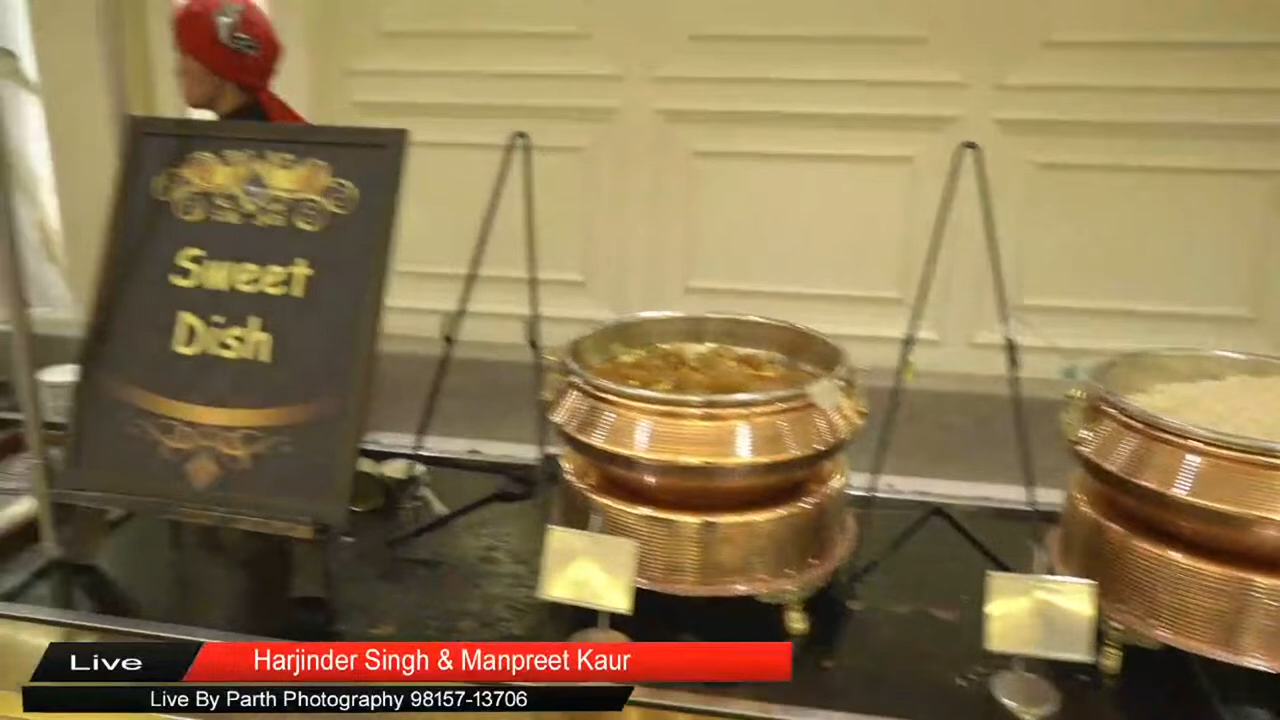 Sweet
Dish
Live
Harjinder Singh & Manpreet Kaur
Live By Parth Photography 98157-13706